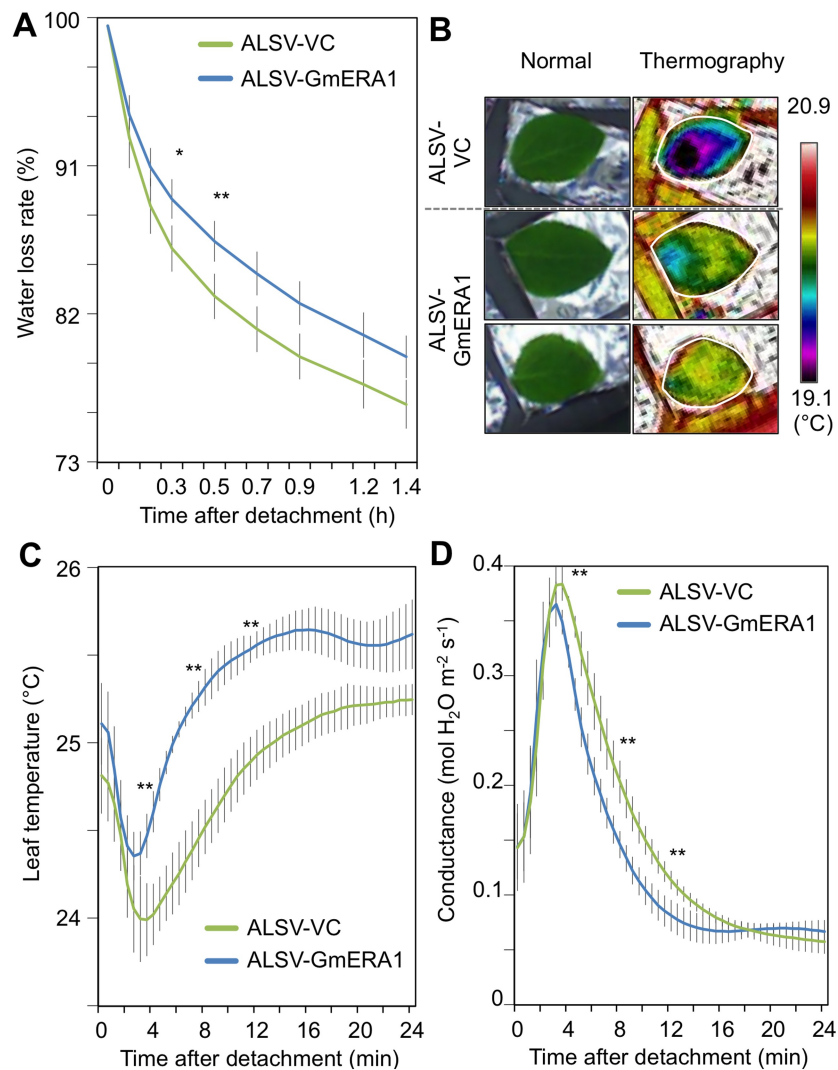 A
100
91
82
73
Water loss rate (%)
ALSV-VC
ALSV-GmERA1
*
**
0 0.3 0.5 0.7 0.9 1.2 1.4
Time after detachment (h)
B
Normal Thermography
ALSV-
VC
ALSV-
GmERA1
20.9
19.1
(°C)
C
26
25
24
Leaf temperature (°C)
**
**
**
ALSV-VC
ALSV-GmERA1
0 4 8 12 16 20 24
Time after detachment (min)
D
0.4
0.3
0.2
0.1
0
Conductance (mol H₂O m⁻² s⁻¹)
**
**
**
ALSV-VC
ALSV-GmERA1
0 4 8 12 16 20 24
Time after detachment (min)